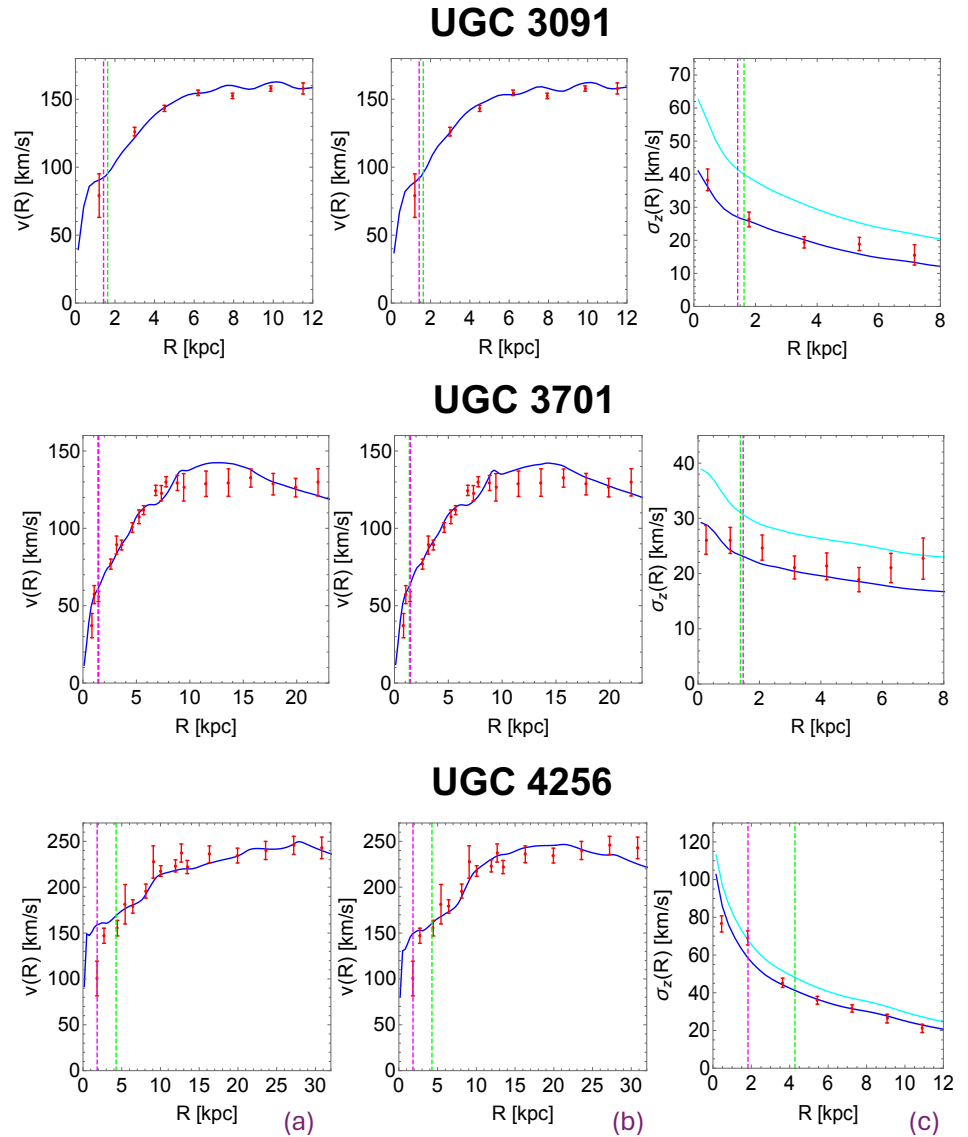 UGC 3091
v(R) [km/s]
150
100
50
0
0 2 4 6 8 10 12
R [kpc]
v(R) [km/s]
150
100
50
0
0 2 4 6 8 10 12
R [kpc]
σz(R) [km/s]
70
60
50
40
30
20
10
0
0 2 4 6 8
R [kpc]
UGC 3701
v(R) [km/s]
150
100
50
0
0 5 10 15 20
R [kpc]
v(R) [km/s]
150
100
50
0
0 5 10 15 20
R [kpc]
σz(R) [km/s]
40
30
20
10
0
0 2 4 6 8
R [kpc]
UGC 4256
v(R) [km/s]
250
200
150
100
50
0
0 5 10 15 20 25 30
R [kpc]
(a)
v(R) [km/s]
250
200
150
100
50
0
0 5 10 15 20 25 30
R [kpc]
(b)
σz(R) [km/s]
120
100
80
60
40
20
0
0 2 4 6 8 10 12
R [kpc]
(c)